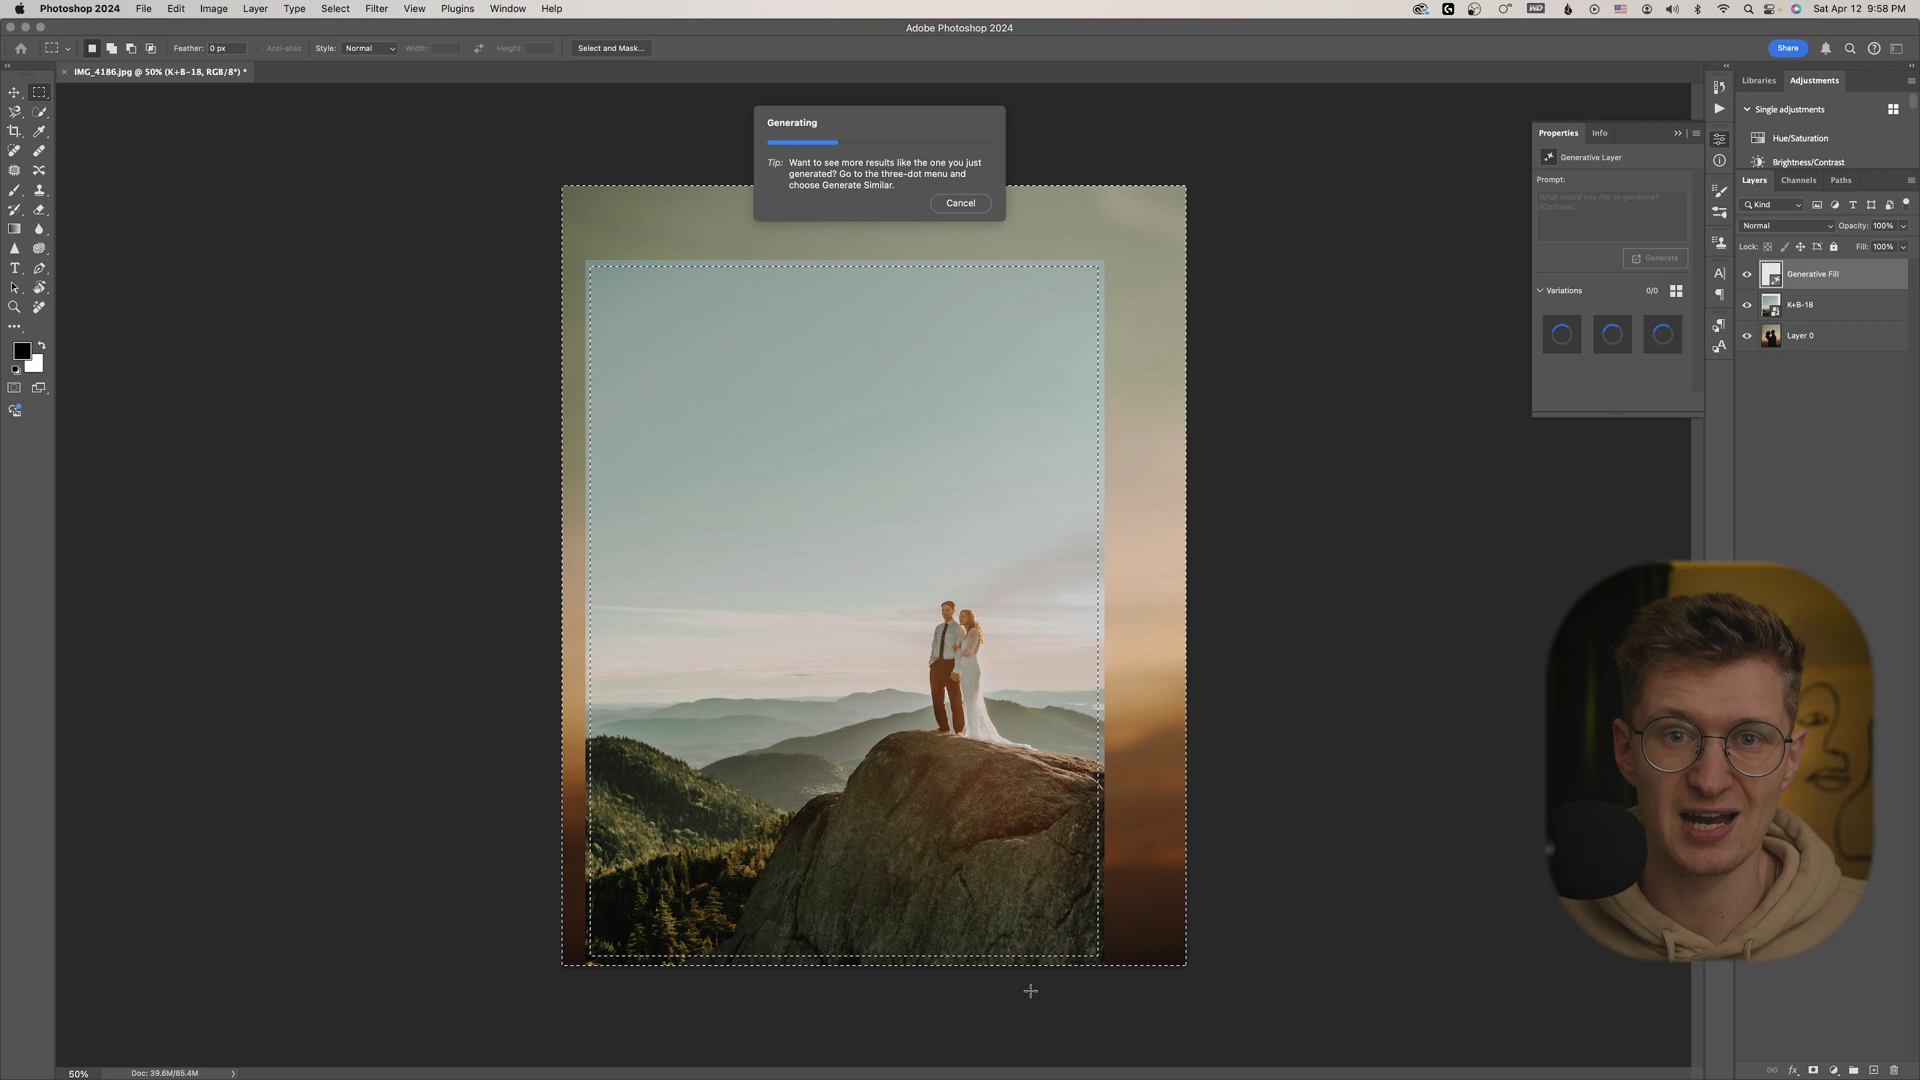 Photoshop 2024 File Edit Image Layer Type Select Filter View Plugins Window Help
Sat Apr 12 9:58 PM
Adobe Photoshop 2024
Feather: 0 px Anti-alias Style: Normal Width: Height: Select and Mask...
Share
IMG_4186.jpg @ 50% (K+B-18, RGB/8*) *
Generating
Tip: Want to see more results like the one you just
generated? Go to the three-dot menu and
choose Generate Similar.
Cancel
Properties Info
Generative Layer
Prompt:
What would you like to generate?
(Optional)
Generate
Variations 0/0
Libraries Adjustments
Single adjustments
Hue/Saturation
Brightness/Contrast
Layers Channels Paths
Kind
Normal Opacity: 100%
Lock: Fill: 100%
Generative Fill
K+B-18
Layer 0
50% Doc: 39.6M/85.4M